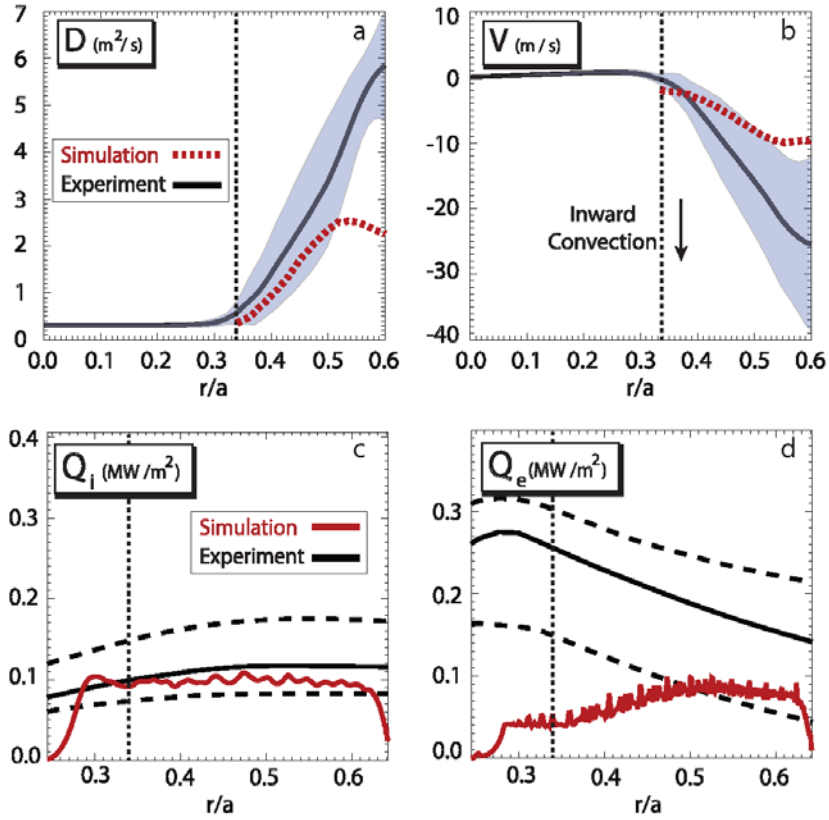 D (m²/s)
a
7
6
5
4
3
2
1
0
Simulation
Experiment
0.0 0.1 0.2 0.3 0.4 0.5 0.6
r/a
V (m/s)
b
10
0
-10
-20
-30
-40
Inward
Convection
0.0 0.1 0.2 0.3 0.4 0.5 0.6
r/a
Qi (MW/m²)
c
0.4
0.3
0.2
0.1
0.0
Simulation
Experiment
0.3 0.4 0.5 0.6
r/a
Qe (MW/m²)
d
0.3
0.2
0.1
0.0
0.3 0.4 0.5 0.6
r/a